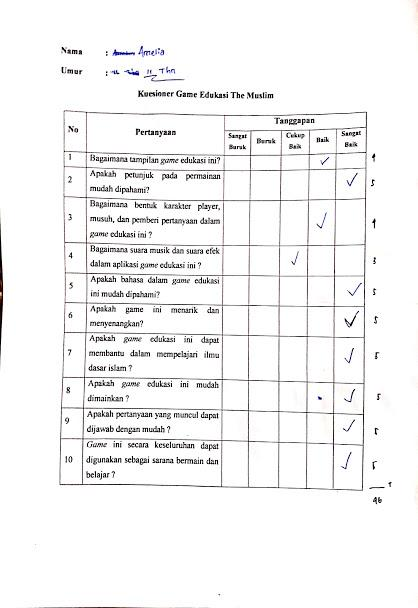 Nama : Amelia
Umur : 11 Thn
Kuesioner Game Edukasi The Muslim
No Pertanyaan Tanggapan
Sangat Buruk Buruk Cukup Baik Baik Sangat Baik
1 Bagaimana tampilan game edukasi ini? ✓ 4
2 Apakah petunjuk pada permainan
mudah dipahami? ✓ 5
3 Bagaimana bentuk karakter player,
musuh, dan pemberi pertanyaan dalam
game edukasi ini ? ✓ 4
4 Bagaimana suara musik dan suara efek
dalam aplikasi game edukasi ini ? ✓ 3
5 Apakah bahasa dalam game edukasi
ini mudah dipahami? ✓ 5
6 Apakah game ini menarik dan
menyenangkan? ✓ 5
7 Apakah game edukasi ini dapat
membantu dalam mempelajari ilmu
dasar islam ? ✓ 5
8 Apakah game edukasi ini mudah
dimainkan ? ✓ 5
9 Apakah pertanyaan yang muncul dapat
dijawab dengan mudah ? ✓ 5
10 Game ini secara keseluruhan dapat
digunakan sebagai sarana bermain dan
belajar ? ✓ 5
46